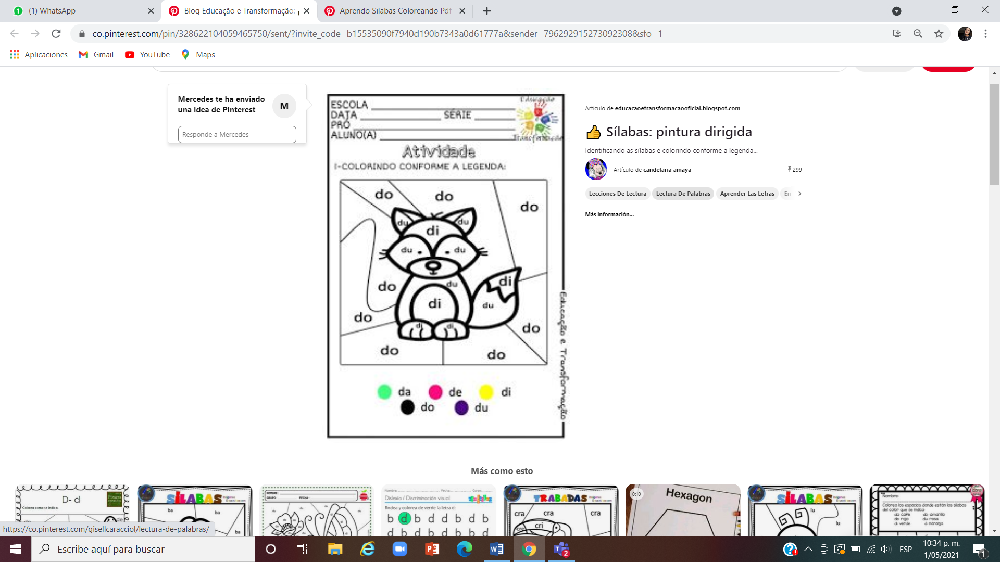 (1) WhatsApp
Blog Educação e Transformação:
Aprendo Silabas Coloreando Pdf
co.pinterest.com/pin/328622104059465750/sent/?invite_code=b15535090f7940d190b7343a0d61777a&sender=796292915273092308&sfo=1
Aplicaciones
Gmail
YouTube
Maps
Mercedes te ha enviado
una idea de Pinterest
M
Responde a Mercedes
Educação
ESCOLA
DATA SÉRIE
PRÓ
ALUNO(A)
Transformação
Atividade
1-COLORINDO CONFORME A LEGENDA:
do
do
do
du
du
di
du
du
do
du
di
di
du
di
di
do
do
do
do
da
de
di
do
du
Educação e Transformação
Artículo de educacaoetransformacaooficial.blogspot.com
👍 Sílabas: pintura dirigida
Identificando as sílabas e colorindo conforme a legenda...
Artículo de candelaria amaya
299
Lecciones De Lectura
Lectura De Palabras
Aprender Las Letras
En
Más información...
Más como esto
D- d
Pizarra
creativa
Colorea como se indica.
de
SÍLABAS
ba
ba
ba
NOMBRE:
GRUPO: FECHA:
Nombre: Fecha: Curso:
Dislexia / Discriminación visual
Rodea y colorea de verde la letra d:
b d b d d b d b
TRABADAS
cra
cra
cra
cre
cri
0:10
Hexagon
SÍLABAS
lu
lu
Nombre:
Colorea los espacios donde están las sílabas
del color que se indica
da café do amarillo
de rojo du rosa
di verde d naranja
https://co.pinterest.com/gisellcaracciol/lectura-de-palabras/
Escribe aquí para buscar
2
ESP
10:34 p. m.
1/05/2021
1